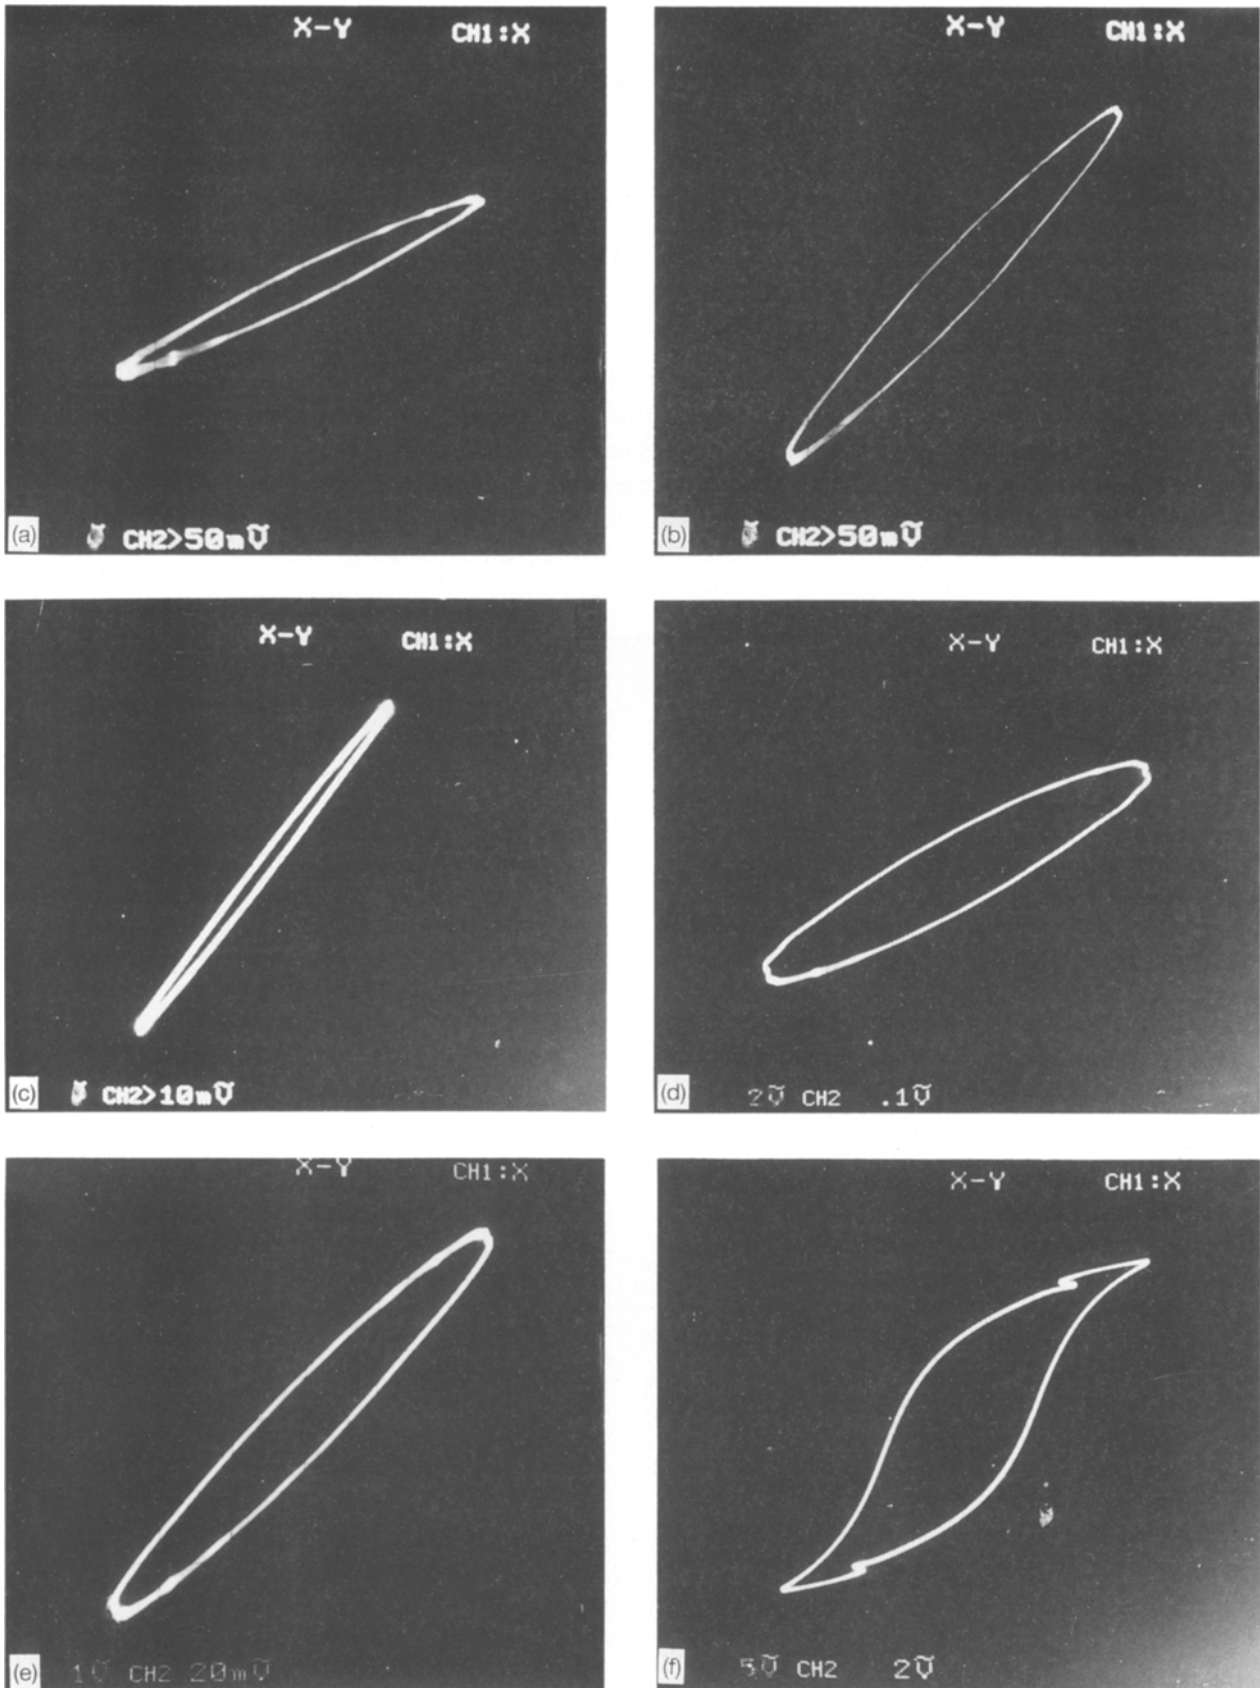 X-Y CH1:X
X-Y CH1:X
(a) CH2>50mV
(b) CH2>50mV
X-Y CH1:X
X-Y CH1:X
(c) CH2>10mV
(d) 2V CH2 .1V
X-Y CH1:X
X-Y CH1:X
(e) 1V CH2 20mV
(f) 5V CH2 2V